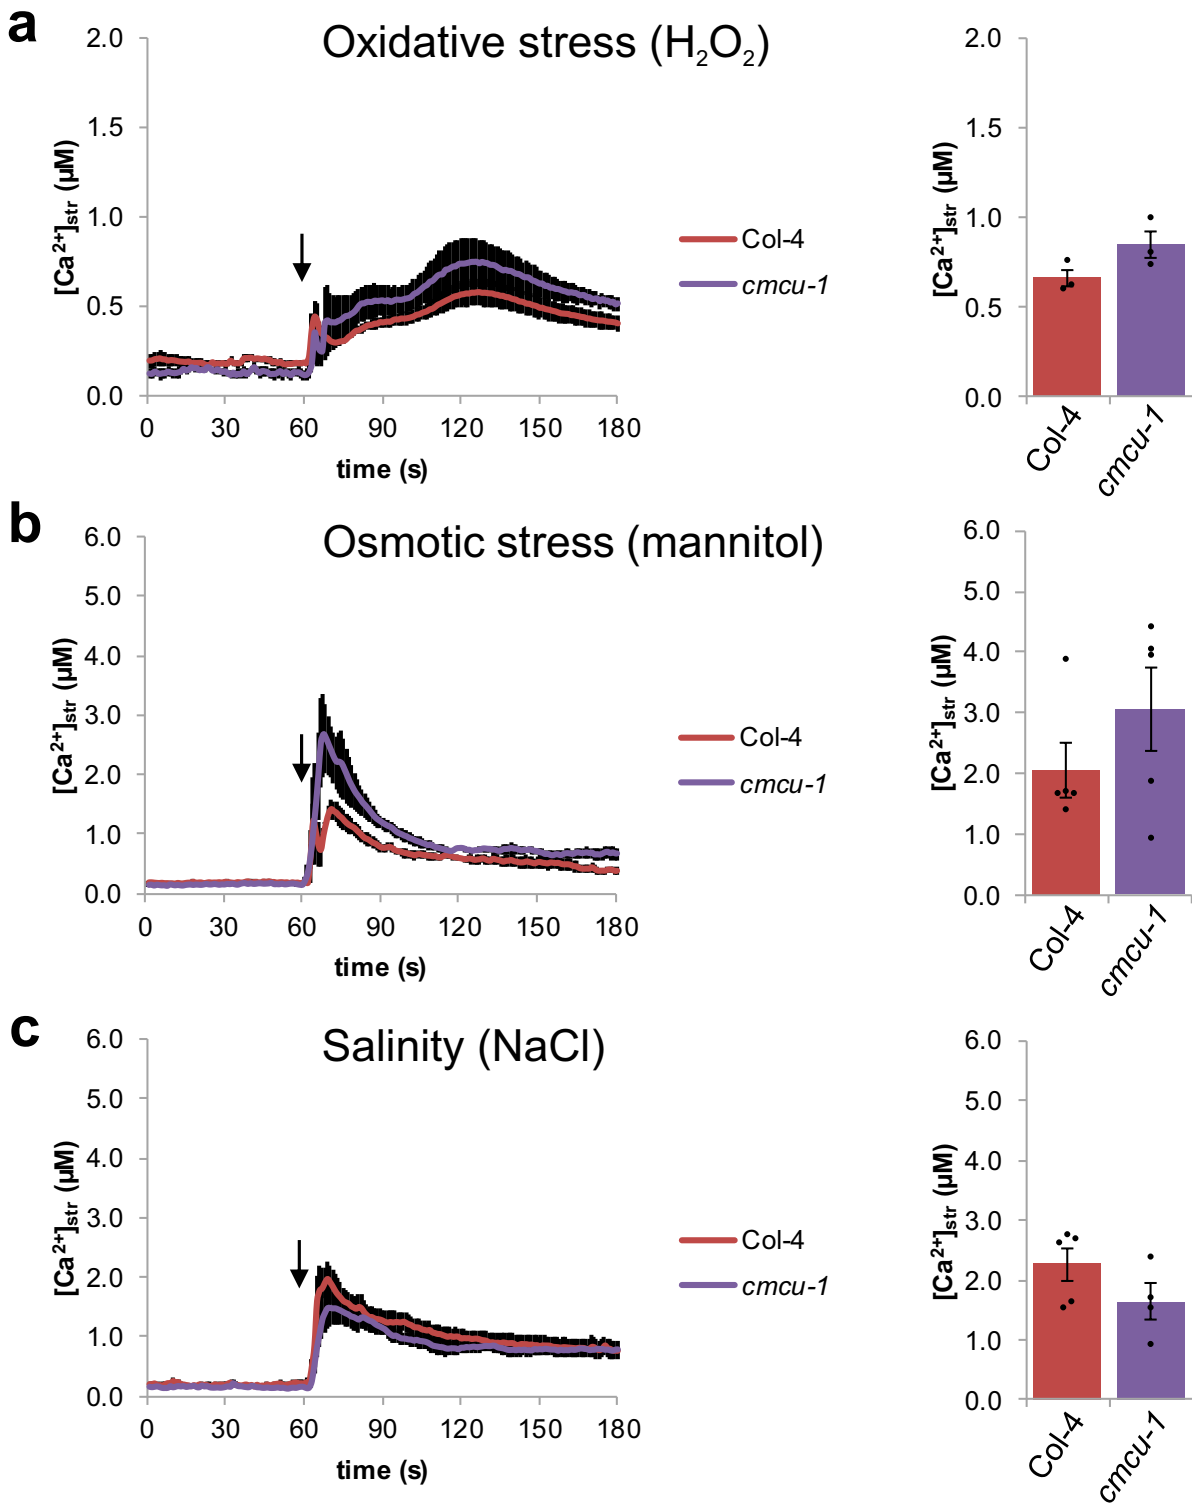 a
Oxidative stress (H₂O₂)
2.0
1.5
1.0
0.5
0.0
[Ca²⁺]str (µM)
0 30 60 90 120 150 180
time (s)
Col-4
cmcu-1
2.0
1.5
1.0
0.5
0.0
[Ca²⁺]str (µM)
Col-4
cmcu-1
b
Osmotic stress (mannitol)
6.0
5.0
4.0
3.0
2.0
1.0
0.0
[Ca²⁺]str (µM)
0 30 60 90 120 150 180
time (s)
Col-4
cmcu-1
6.0
5.0
4.0
3.0
2.0
1.0
0.0
[Ca²⁺]str (µM)
Col-4
cmcu-1
c
Salinity (NaCl)
6.0
5.0
4.0
3.0
2.0
1.0
0.0
[Ca²⁺]str (µM)
0 30 60 90 120 150 180
time (s)
Col-4
cmcu-1
6.0
5.0
4.0
3.0
2.0
1.0
0.0
[Ca²⁺]str (µM)
Col-4
cmcu-1